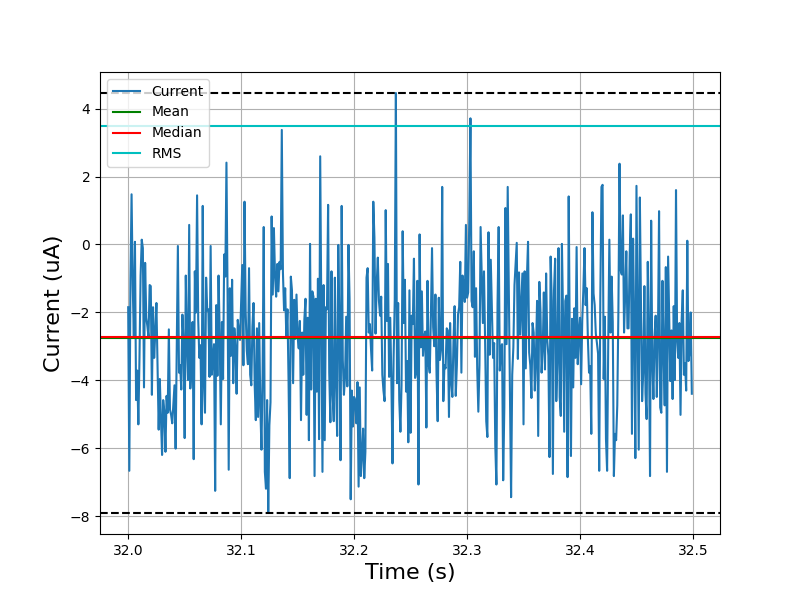 Current
Mean
Median
RMS
4
2
0
−2
−4
−6
−8
Current (uA)
32.0 32.1 32.2 32.3 32.4 32.5
Time (s)